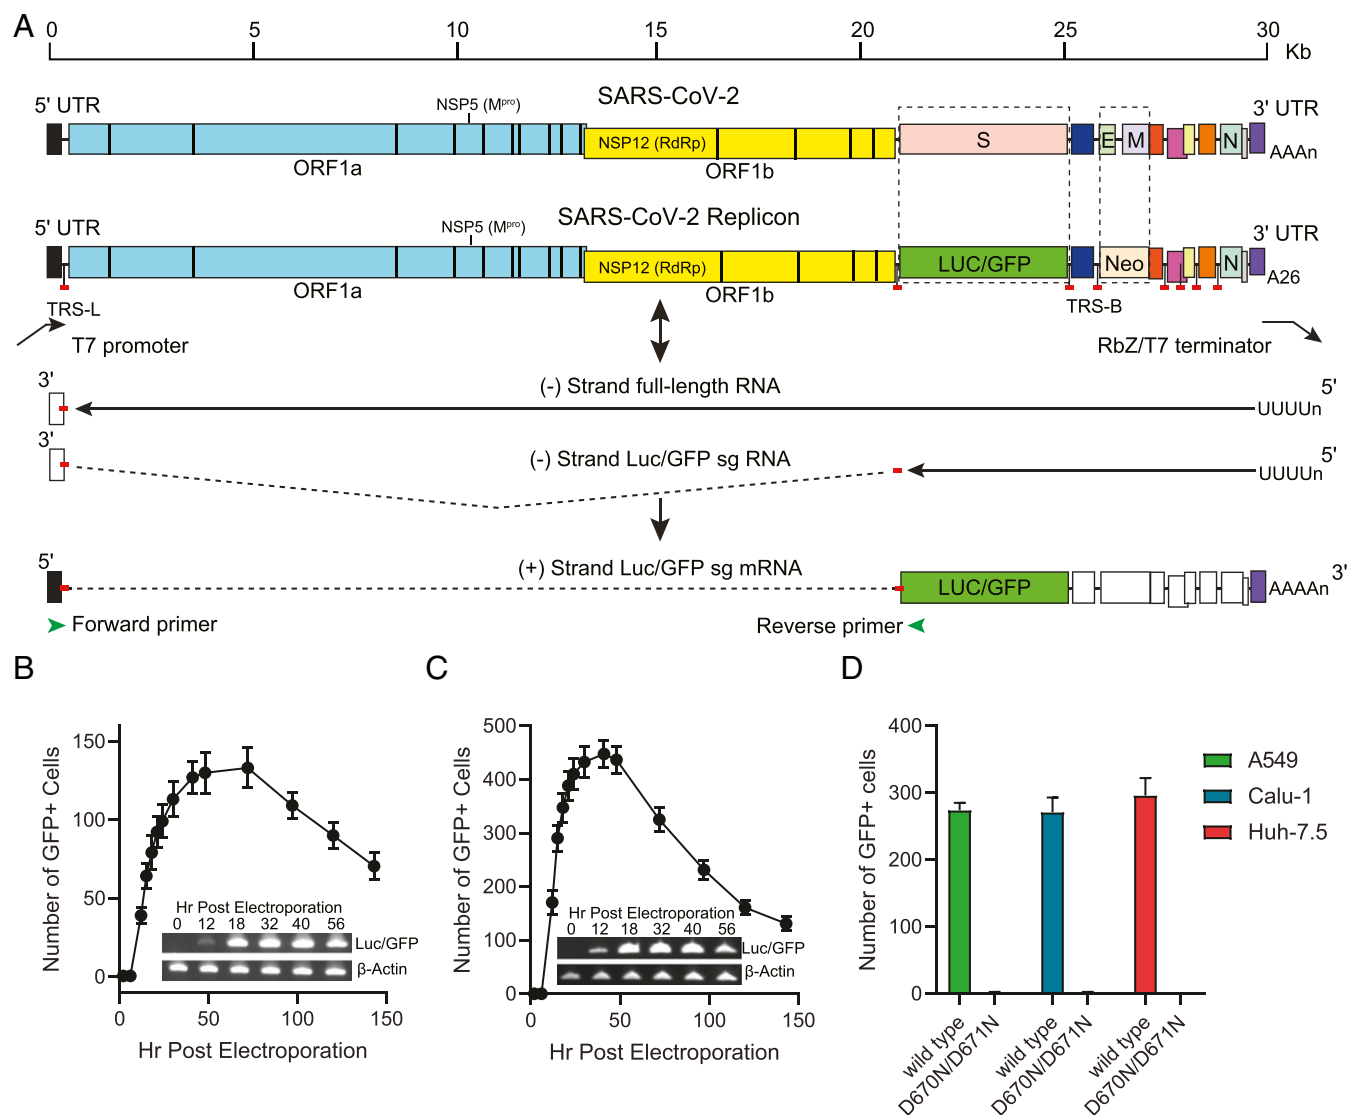 A
0 5 10 15 20 25 30
Kb
5' UTR NSP5 (Mpro) SARS-CoV-2 3' UTR
NSP12 (RdRp) S E M N AAAn
ORF1a ORF1b
5' UTR NSP5 (Mpro) SARS-CoV-2 Replicon 3' UTR
NSP12 (RdRp) LUC/GFP Neo N A26
ORF1a ORF1b
TRS-L TRS-B
T7 promoter RbZ/T7 terminator
3' (-) Strand full-length RNA 5'
UUUUn
3' (-) Strand Luc/GFP sg RNA 5'
UUUUn
5' (+) Strand Luc/GFP sg mRNA 3'
LUC/GFP AAAAn
Forward primer Reverse primer
B
Number of GFP+ Cells
150
100
50
0
Hr Post Electroporation
0 12 18 32 40 56
Luc/GFP
β-Actin
0 50 100 150
Hr Post Electroporation
C
Number of GFP+ Cells
500
400
300
200
100
0
Hr Post Electroporation
0 12 18 32 40 56
Luc/GFP
β-Actin
0 50 100 150
Hr Post Electroporation
D
Number of GFP+ cells
400
300
200
100
0
wild type
D670N/D671N
wild type
D670N/D671N
wild type
D670N/D671N
A549
Calu-1
Huh-7.5